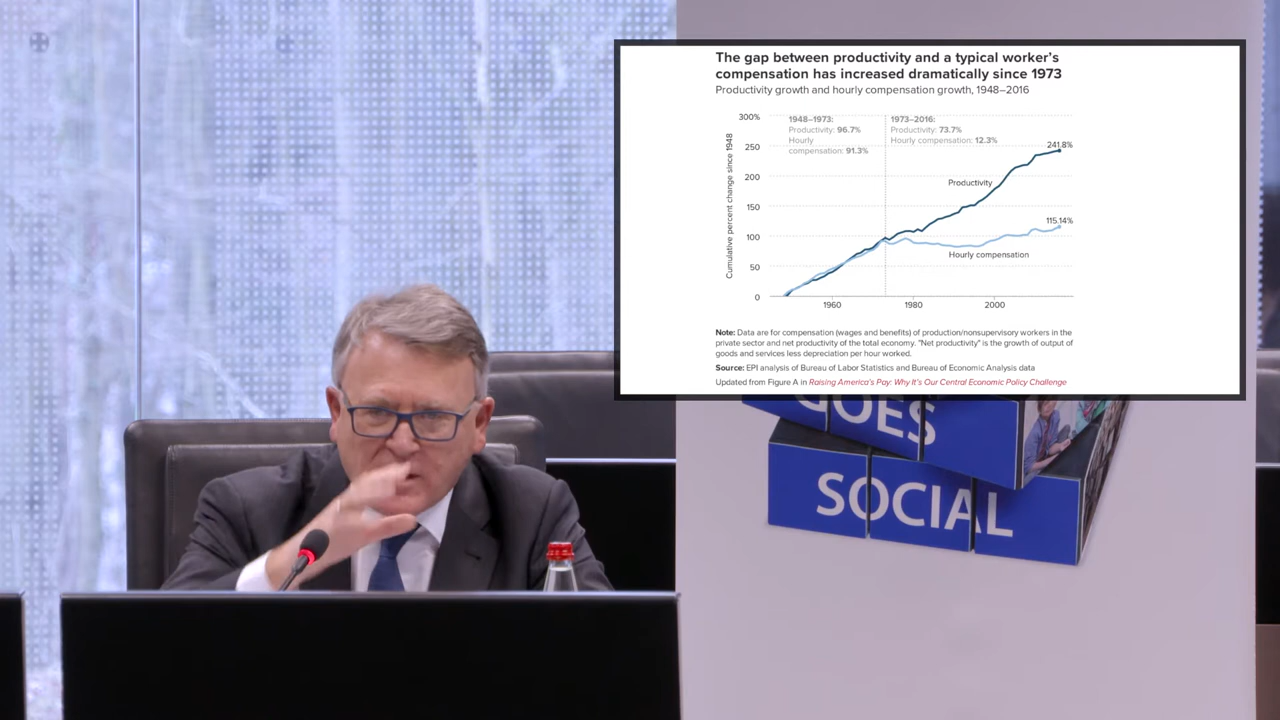 The gap between productivity and a typical worker's
compensation has increased dramatically since 1973
Productivity growth and hourly compensation growth, 1948–2016
300%
250
200
150
100
50
0
Cumulative percent change since 1948
1948–1973:
Productivity: 96.7%
Hourly
compensation: 91.3%
1973–2016:
Productivity: 73.7%
Hourly compensation: 12.3%
241.8%
Productivity
115.14%
Hourly compensation
1960
1980
2000
Note: Data are for compensation (wages and benefits) of production/nonsupervisory workers in the
private sector and net productivity of the total economy. "Net productivity" is the growth of output of
goods and services less depreciation per hour worked.
Source: EPI analysis of Bureau of Labor Statistics and Bureau of Economic Analysis data
Updated from Figure A in Raising America's Pay: Why It's Our Central Economic Policy Challenge
GOES
SOCIAL